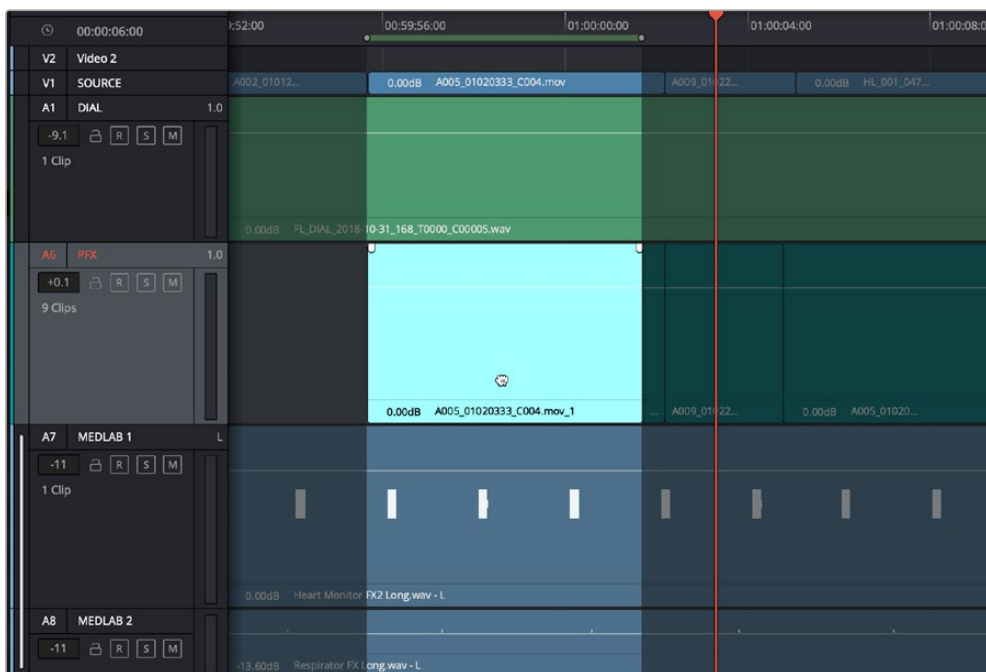 00:00:06:00 9:52:00 00:59:56:00 01:00:00:00 01:00:04:00 01:00:08:0
V2 Video 2
V1 SOURCE A002_01012... 0.00dB A005_01020333_C004.mov A009_01022... 0.00dB HL_001_047...
A1 DIAL 1.0
-9.1 R S M
1 Clip
0.00dB FL_DIAL_2018-10-31_168_T0000_C00005.wav
A6 PFX 1.0
+0.1 R S M
9 Clips
0.00dB A005_01020333_C004.mov_1 ... A009_01022... 0.00dB A005_01020...
A7 MEDLAB 1 L
-11 R S M
1 Clip
0.00dB Heart Monitor FX2 Long.wav - L
A8 MEDLAB 2
-11 R S M
-13.60dB Respirator FX Long.wav - L